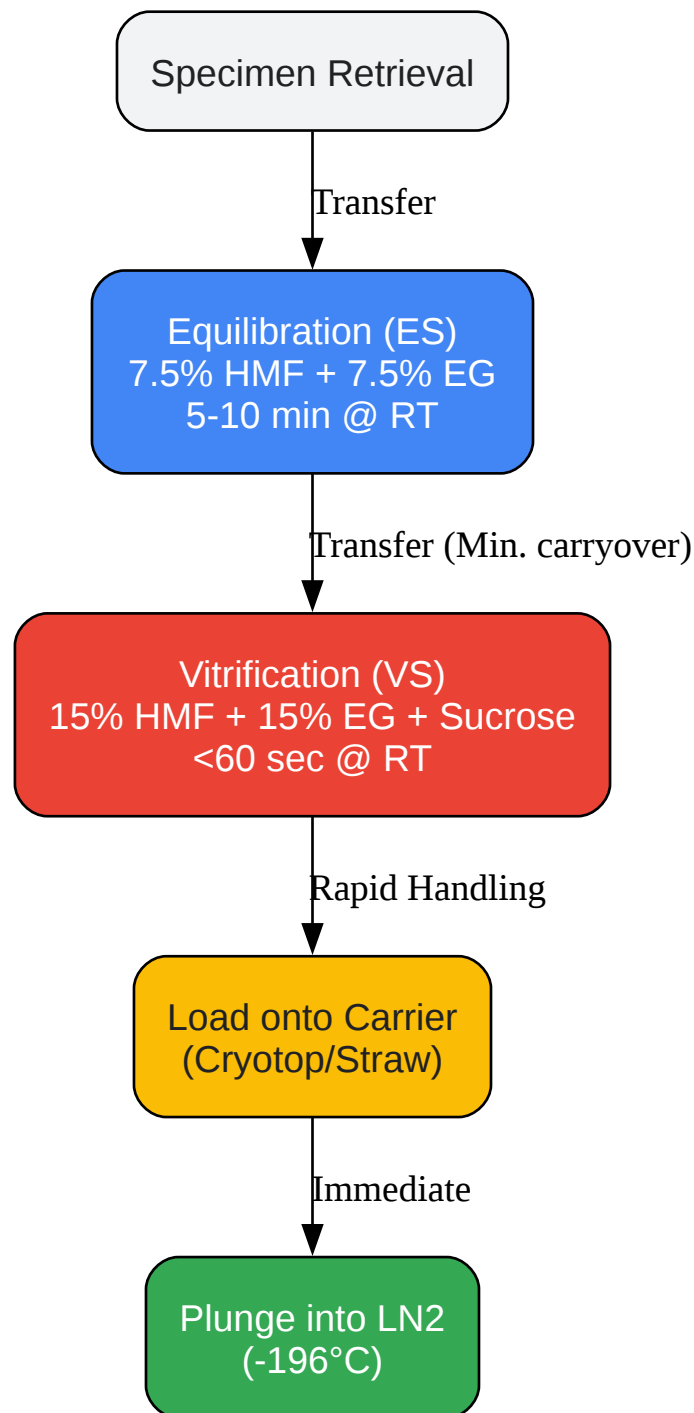 Specimen Retrieval
Transfer
Equilibration (ES)
7.5% HMF + 7.5% EG
5-10 min @ RT
Transfer (Min. carryover)
Vitrification (VS)
15% HMF + 15% EG + Sucrose
<60 sec @ RT
Rapid Handling
Load onto Carrier
(Cryotop/Straw)
Immediate
Plunge into LN2
(-196°C)